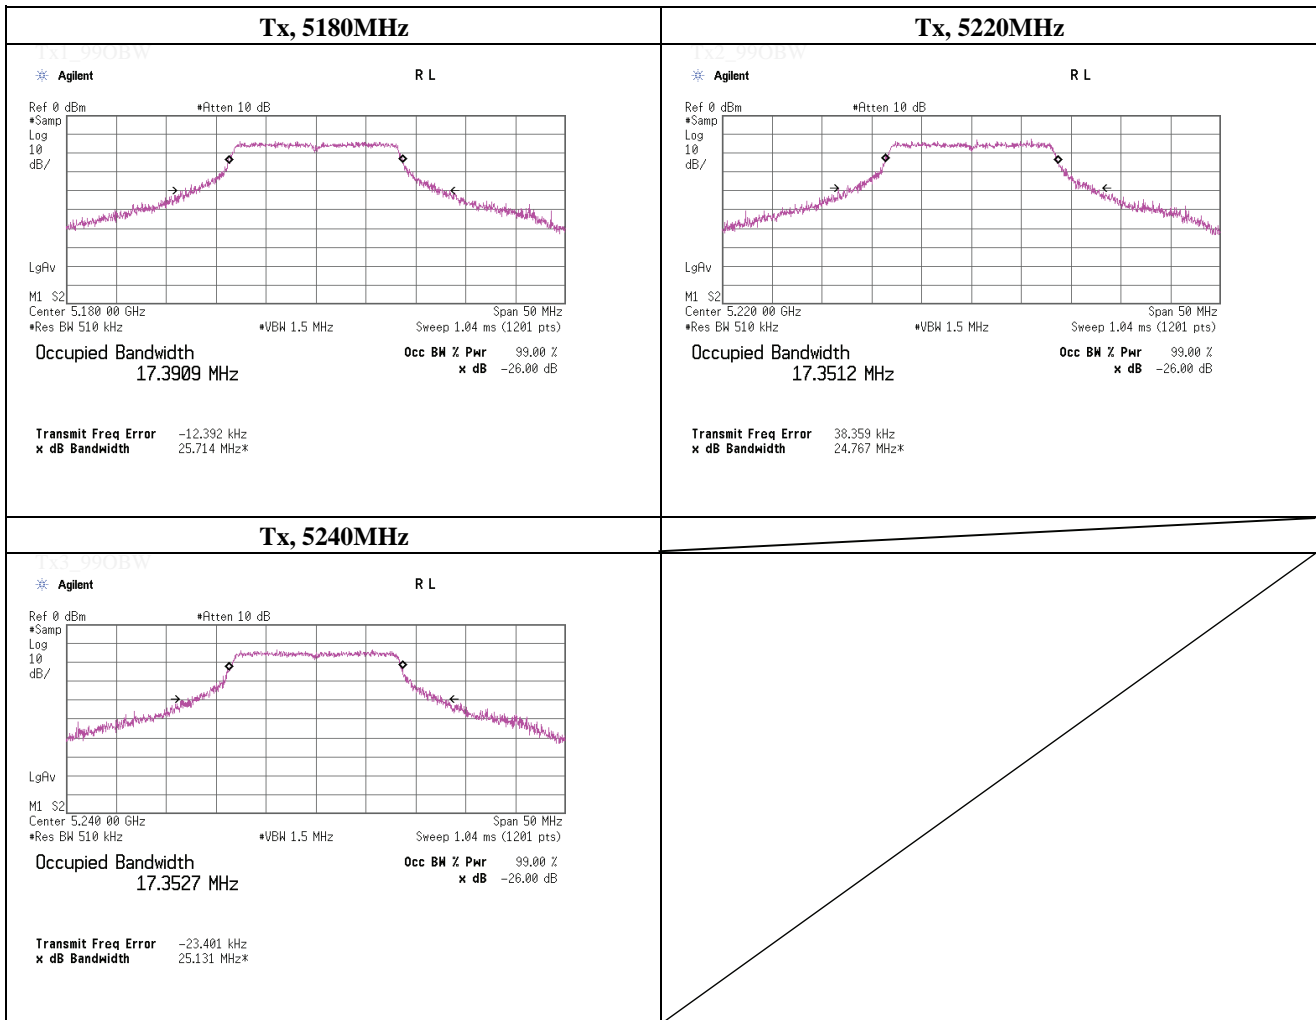 Tx, 5180MHz
Tx1_99OBW
Agilent R L
Ref 0 dBm #Atten 10 dB
#Samp
Log
10
dB/
LgAv
M1 S2
Center 5.180 00 GHz Span 50 MHz
#Res BW 510 kHz #VBW 1.5 MHz Sweep 1.04 ms (1201 pts)
Occupied Bandwidth Occ BW % Pwr 99.00 %
17.3909 MHz x dB -26.00 dB
Transmit Freq Error -12.392 kHz
x dB Bandwidth 25.714 MHz*
Tx, 5220MHz
Tx2_99OBW
Agilent R L
Ref 0 dBm #Atten 10 dB
#Samp
Log
10
dB/
LgAv
M1 S2
Center 5.220 00 GHz Span 50 MHz
#Res BW 510 kHz #VBW 1.5 MHz Sweep 1.04 ms (1201 pts)
Occupied Bandwidth Occ BW % Pwr 99.00 %
17.3512 MHz x dB -26.00 dB
Transmit Freq Error 38.359 kHz
x dB Bandwidth 24.767 MHz*
Tx, 5240MHz
Tx3_99OBW
Agilent R L
Ref 0 dBm #Atten 10 dB
#Samp
Log
10
dB/
LgAv
M1 S2
Center 5.240 00 GHz Span 50 MHz
#Res BW 510 kHz #VBW 1.5 MHz Sweep 1.04 ms (1201 pts)
Occupied Bandwidth Occ BW % Pwr 99.00 %
17.3527 MHz x dB -26.00 dB
Transmit Freq Error -23.401 kHz
x dB Bandwidth 25.131 MHz*